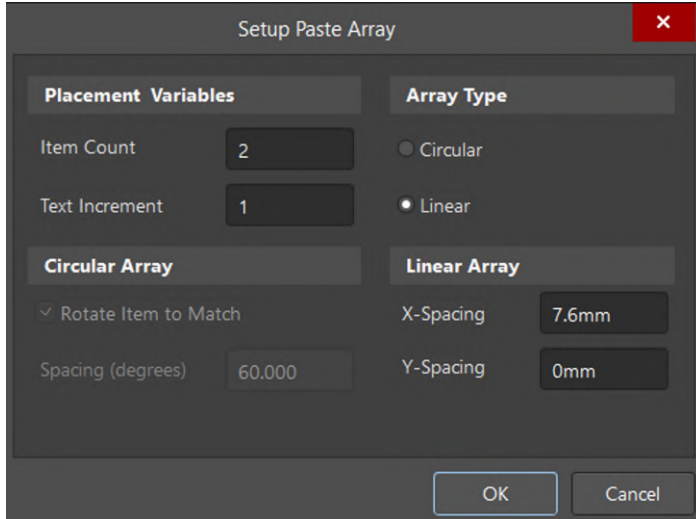 Setup Paste Array
Placement Variables
Item Count 2
Text Increment 1
Array Type
Circular
Linear
Circular Array
Rotate Item to Match
Spacing (degrees) 60.000
Linear Array
X-Spacing 7.6mm
Y-Spacing 0mm
OK Cancel